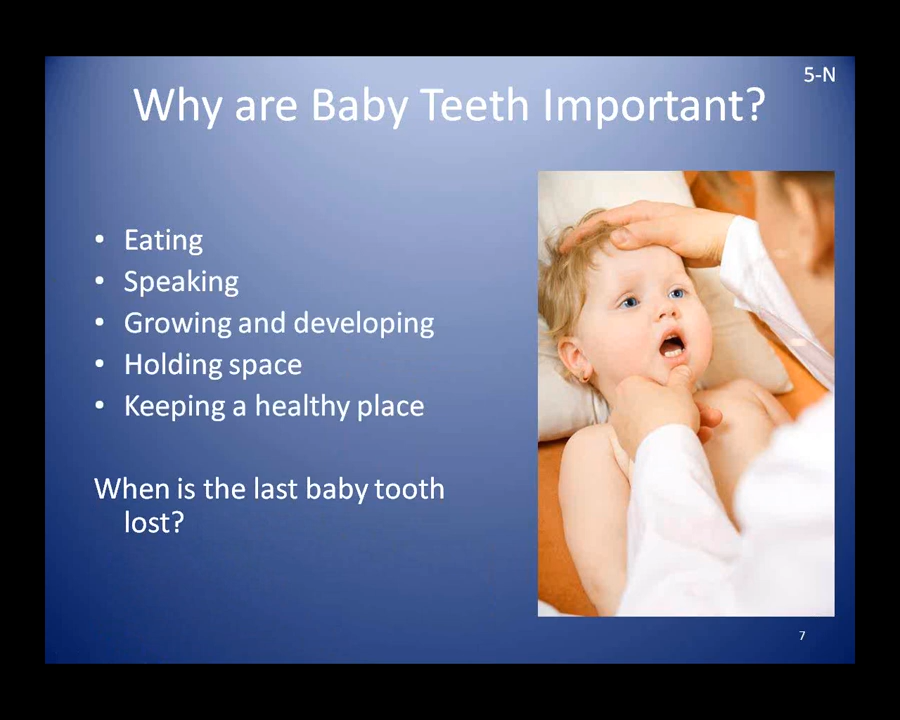 5-N
Why are Baby Teeth Important?
• Eating
• Speaking
• Growing and developing
• Holding space
• Keeping a healthy place
When is the last baby tooth
lost?
7